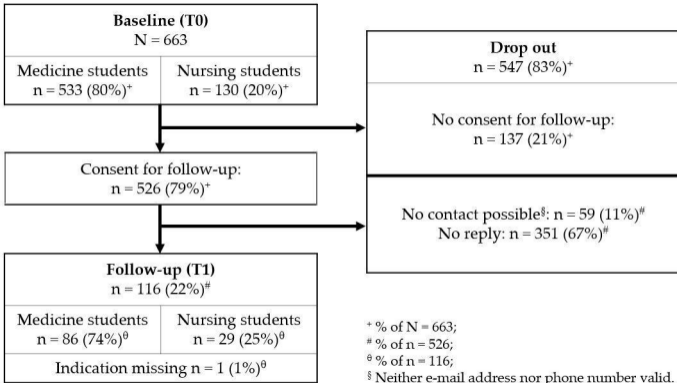 Baseline (T0)
N = 663
Medicine students
n = 533 (80%)⁺
Nursing students
n = 130 (20%)⁺
Drop out
n = 547 (83%)⁺
No consent for follow-up:
n = 137 (21%)⁺
Consent for follow-up:
n = 526 (79%)⁺
No contact possible§: n = 59 (11%)#
No reply: n = 351 (67%)#
Follow-up (T1)
n = 116 (22%)#
Medicine students
n = 86 (74%)θ
Nursing students
n = 29 (25%)θ
Indication missing n = 1 (1%)θ
⁺ % of N = 663;
# % of n = 526;
θ % of n = 116;
§ Neither e-mail address nor phone number valid.